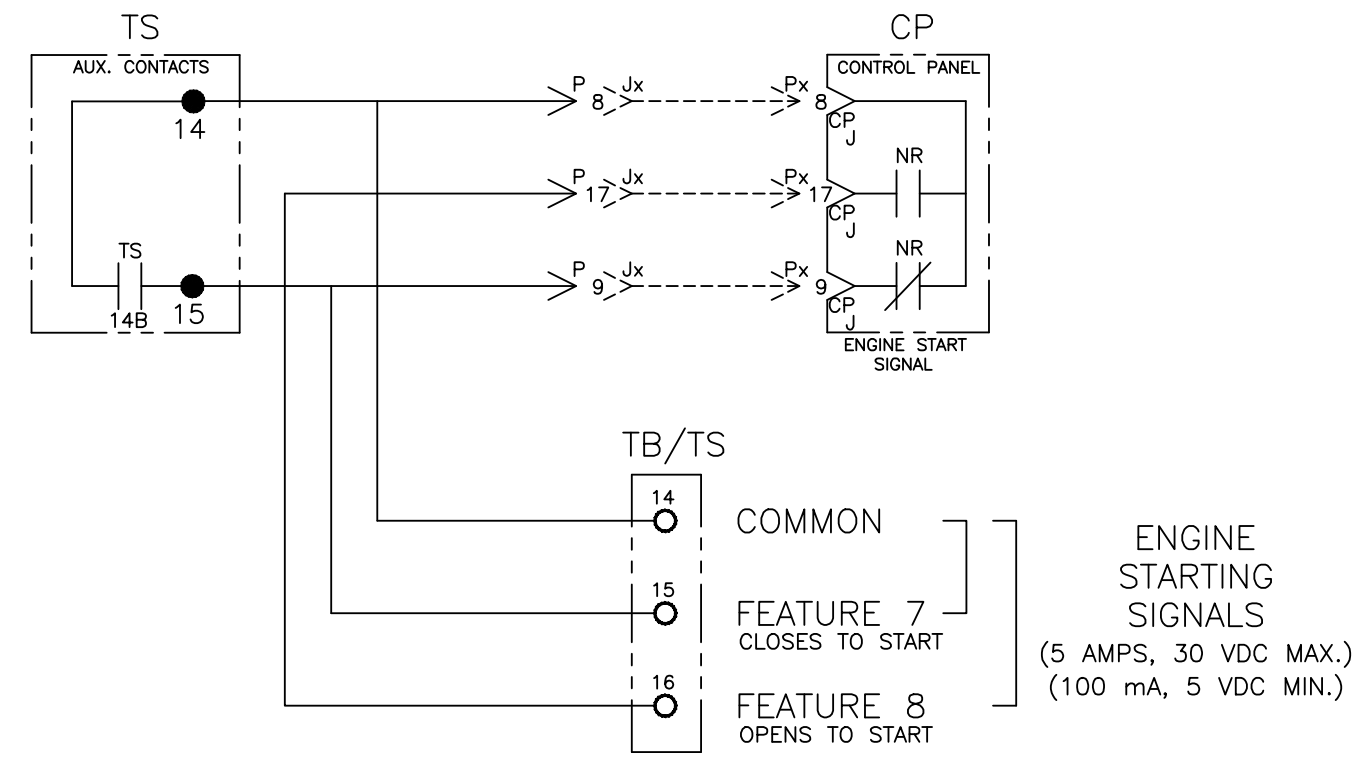 TS
AUX. CONTACTS
14
TS
14B
15
P 8 Jx
P 17 Jx
P 9 Jx
Px 8
CP
J
Px 17
CP
J
Px 9
CP
J
CP
CONTROL PANEL
NR
NR
ENGINE START
SIGNAL
TB/TS
14
COMMON
15
FEATURE 7
CLOSES TO START
16
FEATURE 8
OPENS TO START
ENGINE
STARTING
SIGNALS
(5 AMPS, 30 VDC MAX.)
(100 mA, 5 VDC MIN.)